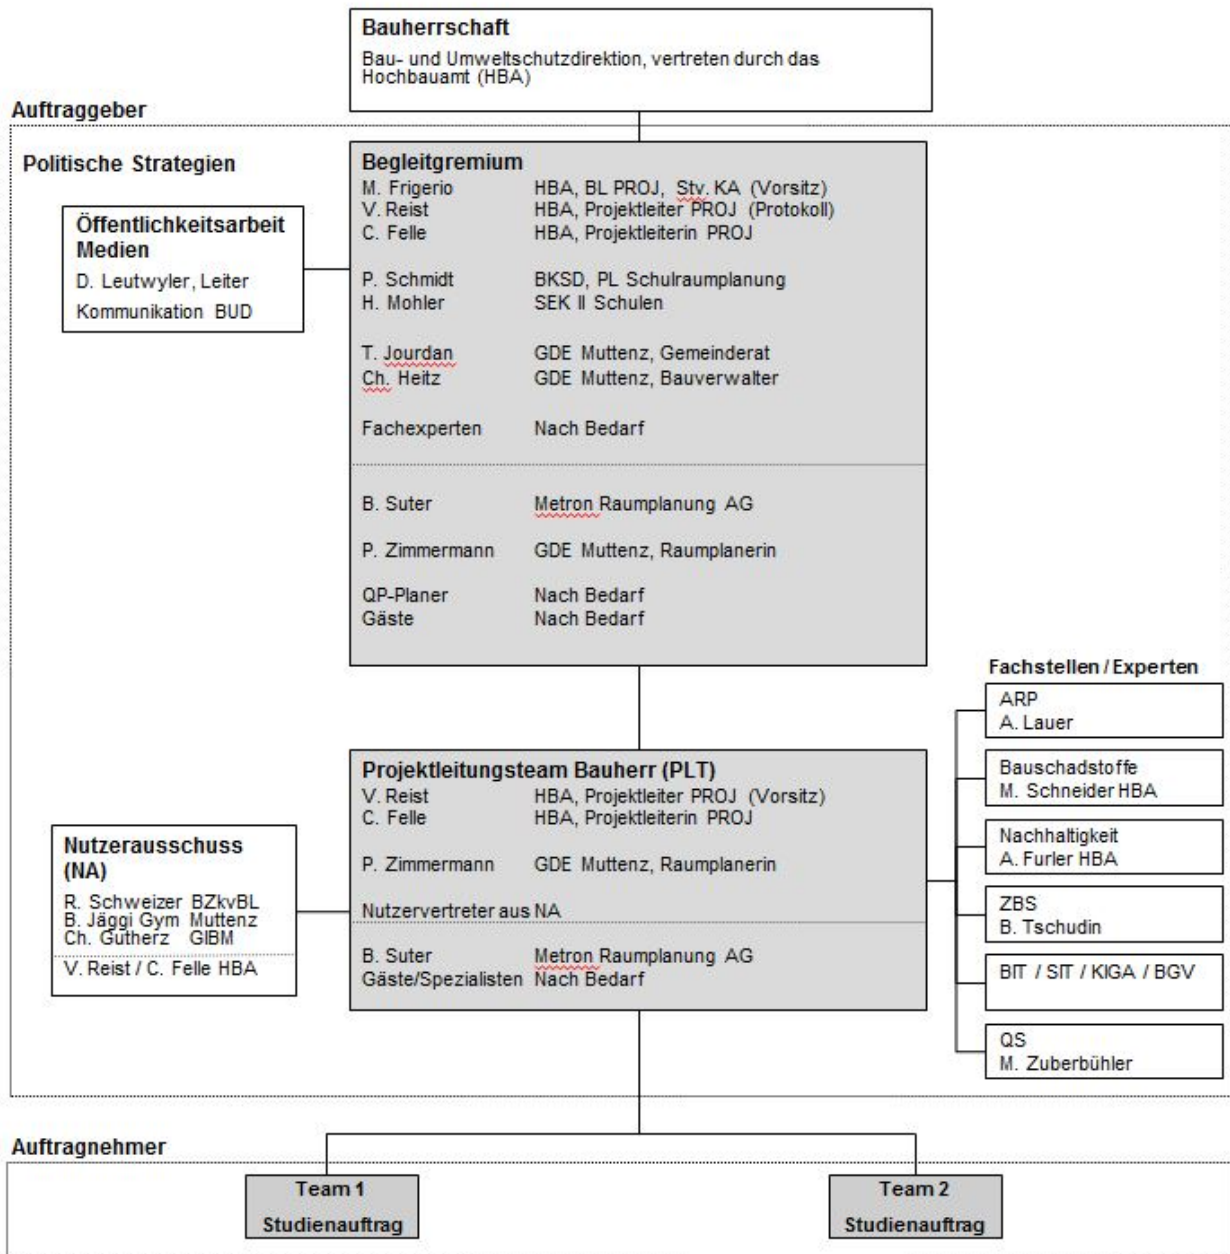 Bauherrschaft
Bau- und Umweltschutzdirektion, vertreten durch das
Hochbauamt (HBA)
Auftraggeber
Politische Strategien
Öffentlichkeitsarbeit
Medien
D. Leutwyler, Leiter
Kommunikation BUD
Begleitgremium
M. Frigerio HBA, BL PROJ, Stv. KA (Vorsitz)
V. Reist HBA, Projektleiter PROJ (Protokoll)
C. Felle HBA, Projektleiterin PROJ
P. Schmidt BKSD, PL Schulraumplanung
H. Mohler SEK II Schulen
T. Jourdan GDE Muttenz, Gemeinderat
Ch. Heitz GDE Muttenz, Bauverwalter
Fachexperten Nach Bedarf
B. Suter Metron Raumplanung AG
P. Zimmermann GDE Muttenz, Raumplanerin
QP-Planer Nach Bedarf
Gäste Nach Bedarf
Projektleitungsteam Bauherr (PLT)
V. Reist HBA, Projektleiter PROJ (Vorsitz)
C. Felle HBA, Projektleiterin PROJ
P. Zimmermann GDE Muttenz, Raumplanerin
Nutzervertreter aus NA
B. Suter Metron Raumplanung AG
Gäste/Spezialisten Nach Bedarf
Nutzerausschuss
(NA)
R. Schweizer BZkvBL
B. Jäggi Gym Muttenz
Ch. Gutherz GIBM
V. Reist / C. Felle HBA
Fachstellen / Experten
ARP
A. Lauer
Bauschadstoffe
M. Schneider HBA
Nachhaltigkeit
A. Furler HBA
ZBS
B. Tschudin
BIT / SIT / KIGA / BGV
QS
M. Zuberbühler
Auftragnehmer
Team 1
Studienauftrag
Team 2
Studienauftrag